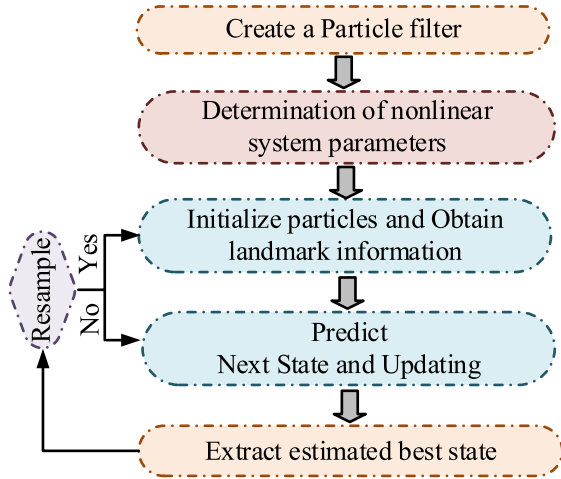 Create a Particle filter
Determination of nonlinear
system parameters
Initialize particles and Obtain
landmark information
Resample
Yes
No
Predict
Next State and Updating
Extract estimated best state